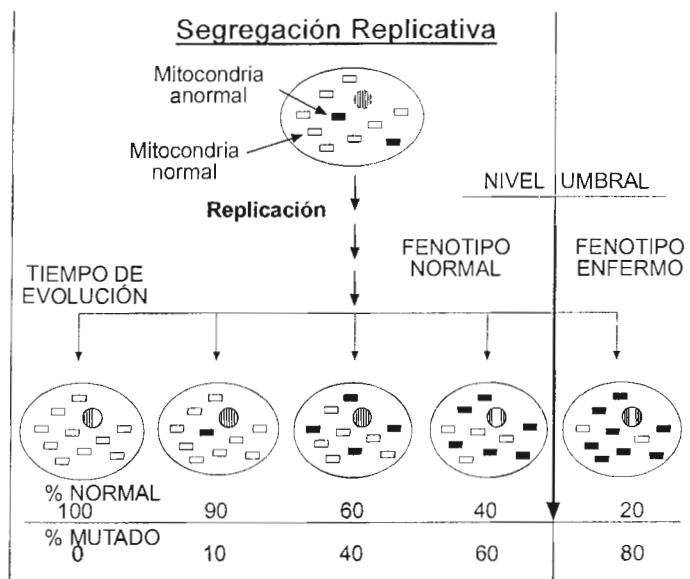 Segregación Replicativa
Mitocondria
anormal
Mitocondria
normal
NIVEL UMBRAL
Replicación
FENOTIPO
NORMAL
FENOTIPO
ENFERMO
TIEMPO DE
EVOLUCIÓN
% NORMAL
100 90 60 40 20
% MUTADO
0 10 40 60 80